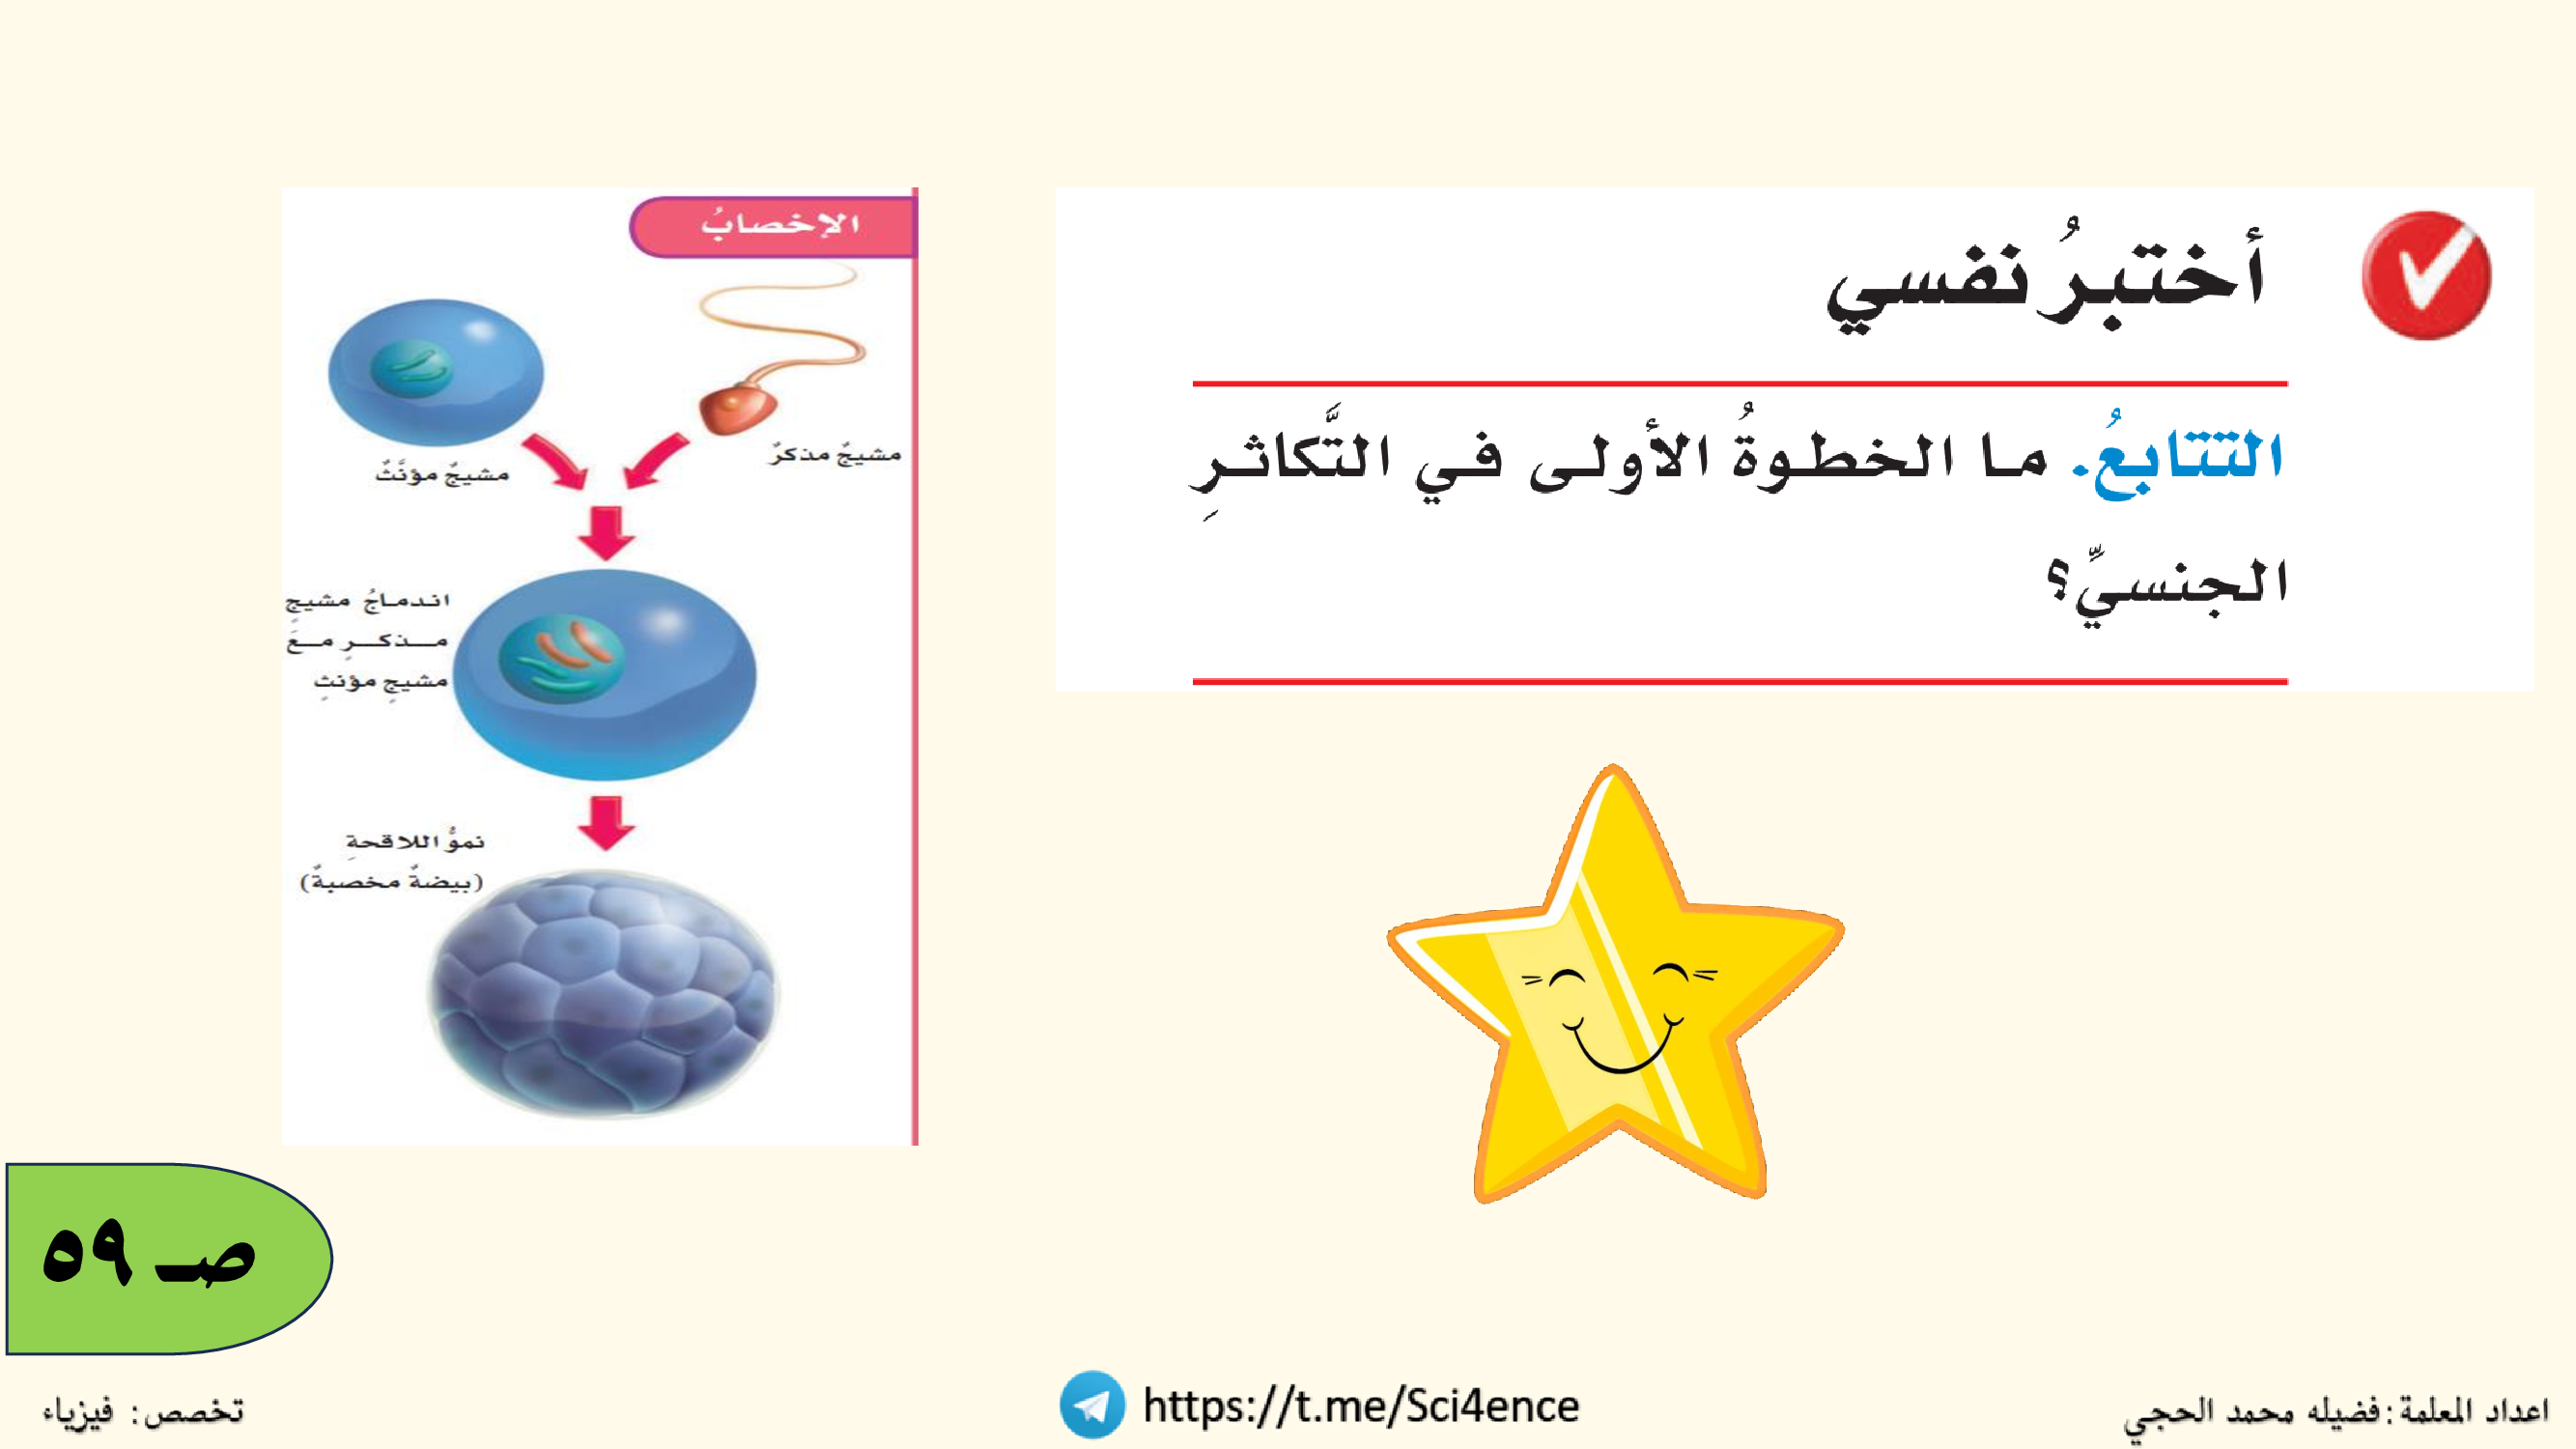 أختبرُ نفسي
التتابعُ. ما الخطوةُ الأولى في التَّكاثرِ
الجنسيِّ؟
الإخصابُ
مشيجٌ مذكرٌ
مشيجٌ مؤنَّثٌ
اندماجُ مشيجٍ
مذكرٍ معَ
مشيجٍ مؤنثٍ
نموُّ اللاقحةِ
(بيضةٌ مخصبةٌ)
صـ ٥٩
اعداد المعلمة: فضيله محمد الحجي
https://t.me/Sci4ence
تخصص: فيزياء